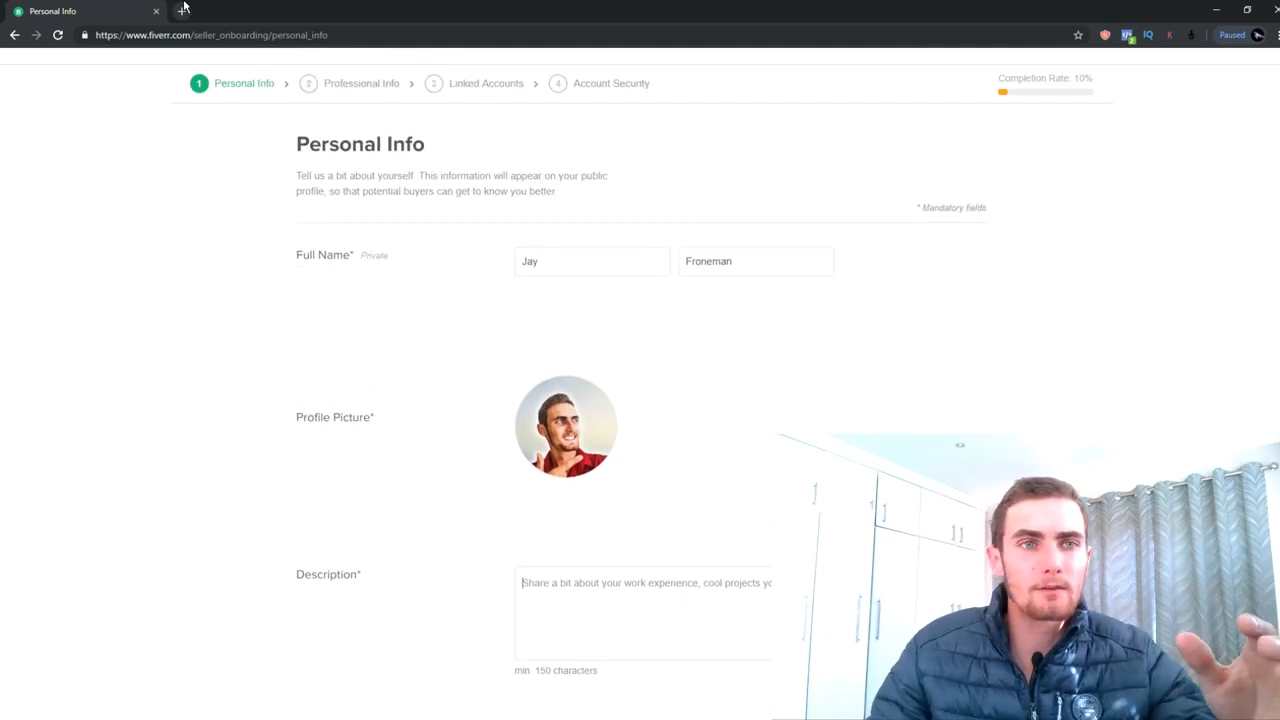 Personal Info
https://www.fiverr.com/seller_onboarding/personal_info
IQ
K
2
Paused
1 Personal Info
2 Professional Info
3 Linked Accounts
4 Account Security
Completion Rate: 10%
Personal Info
Tell us a bit about yourself. This information will appear on your public
profile, so that potential buyers can get to know you better.
* Mandatory fields
Full Name* Private
Jay
Froneman
Profile Picture*
Description*
Share a bit about your work experience, cool projects yo
min. 150 characters